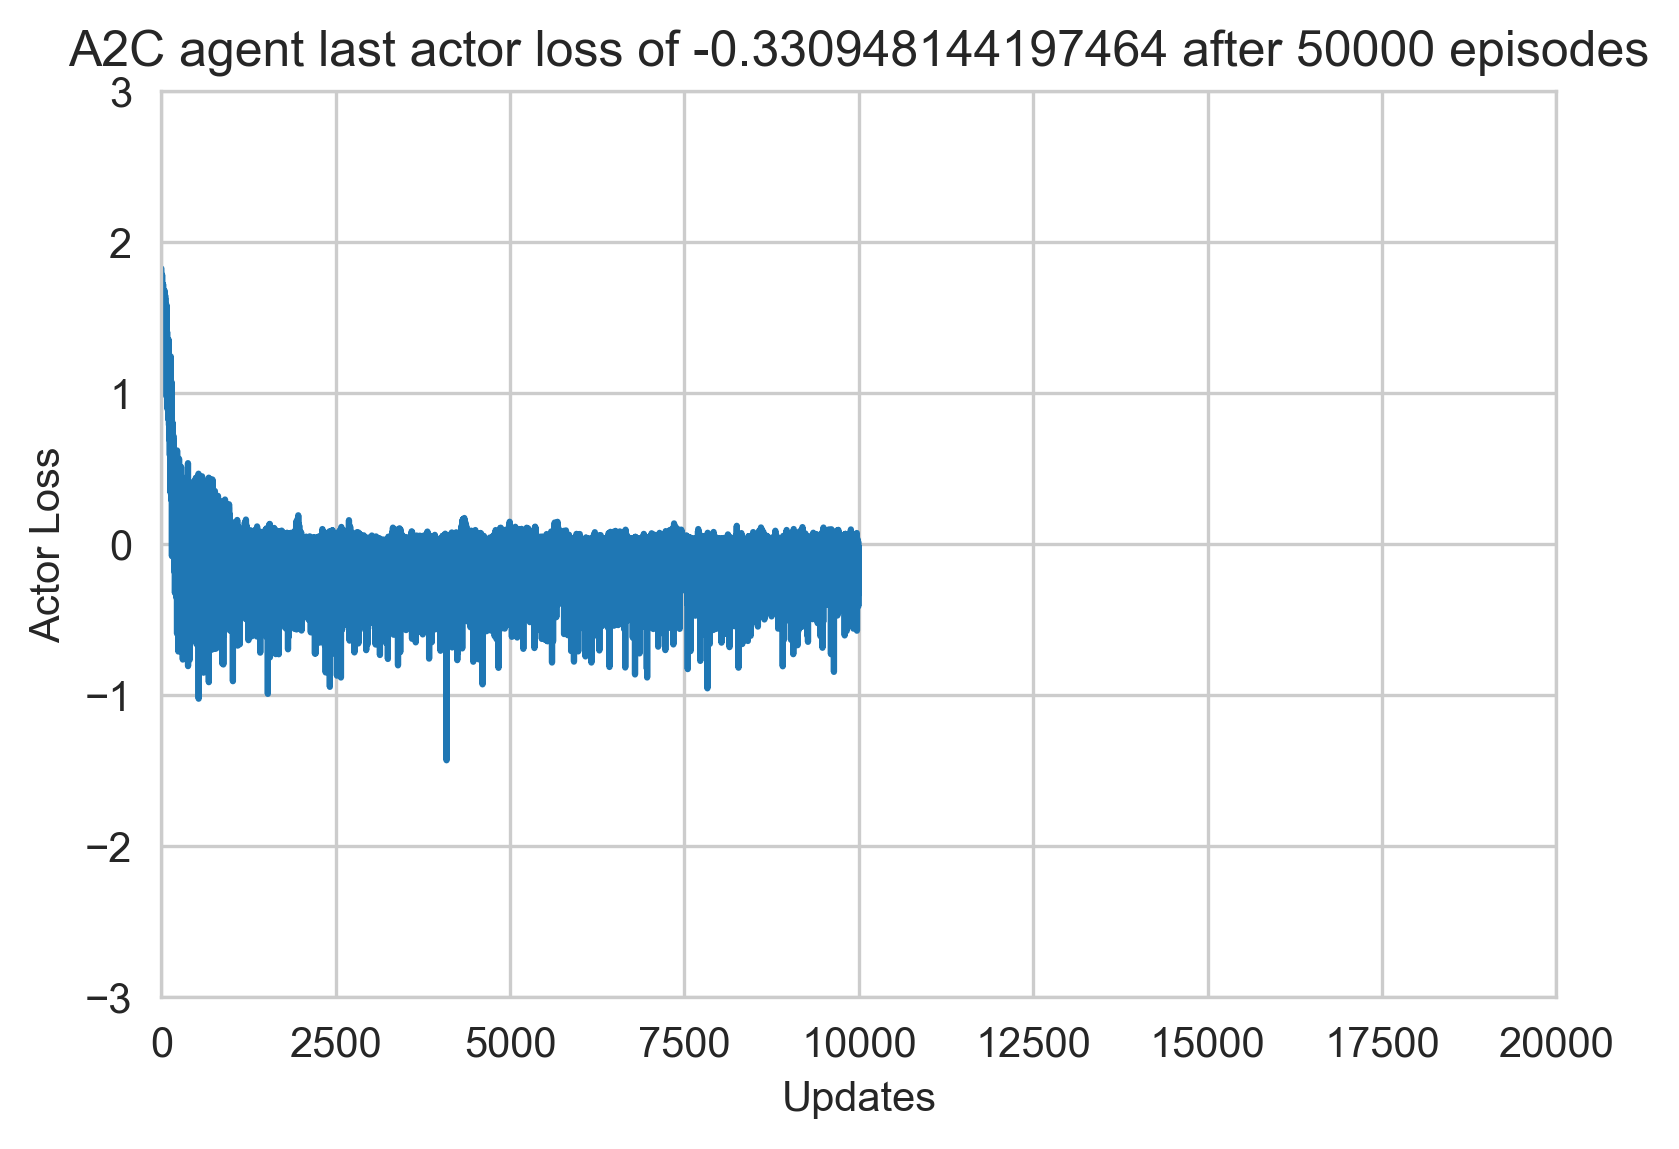 A2C agent last actor loss of -0.330948144197464 after 50000 episodes
3
2
1
0
−1
−2
−3
Actor Loss
0 2500 5000 7500 10000 12500 15000 17500 20000
Updates